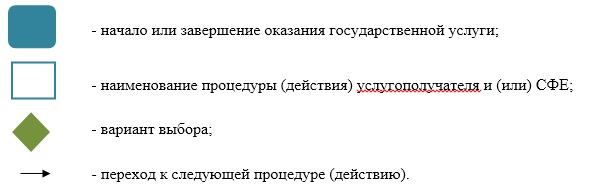 - начало или завершение оказания государственной услуги;
- наименование процедуры (действия) услугополучателя и (или) СФЕ;
- вариант выбора;
- переход к следующей процедуре (действию).